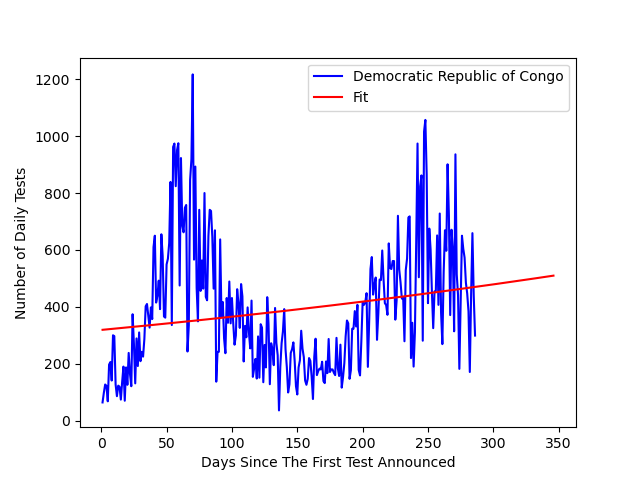 Democratic Republic of Congo
Fit
Number of Daily Tests
1200
1000
800
600
400
200
0
0 50 100 150 200 250 300 350
Days Since The First Test Announced